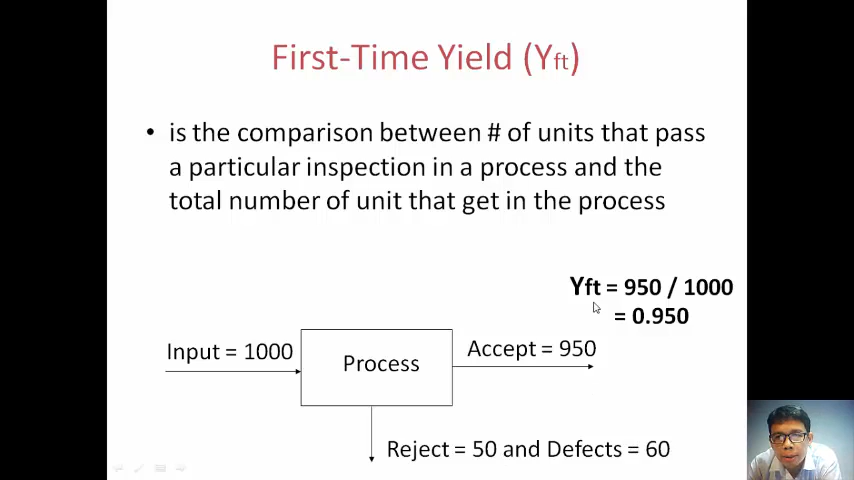 First-Time Yield (Yft)
• is the comparison between # of units that pass
a particular inspection in a process and the
total number of unit that get in the process
Yft = 950 / 1000
= 0.950
Input = 1000
Process
Accept = 950
Reject = 50 and Defects = 60